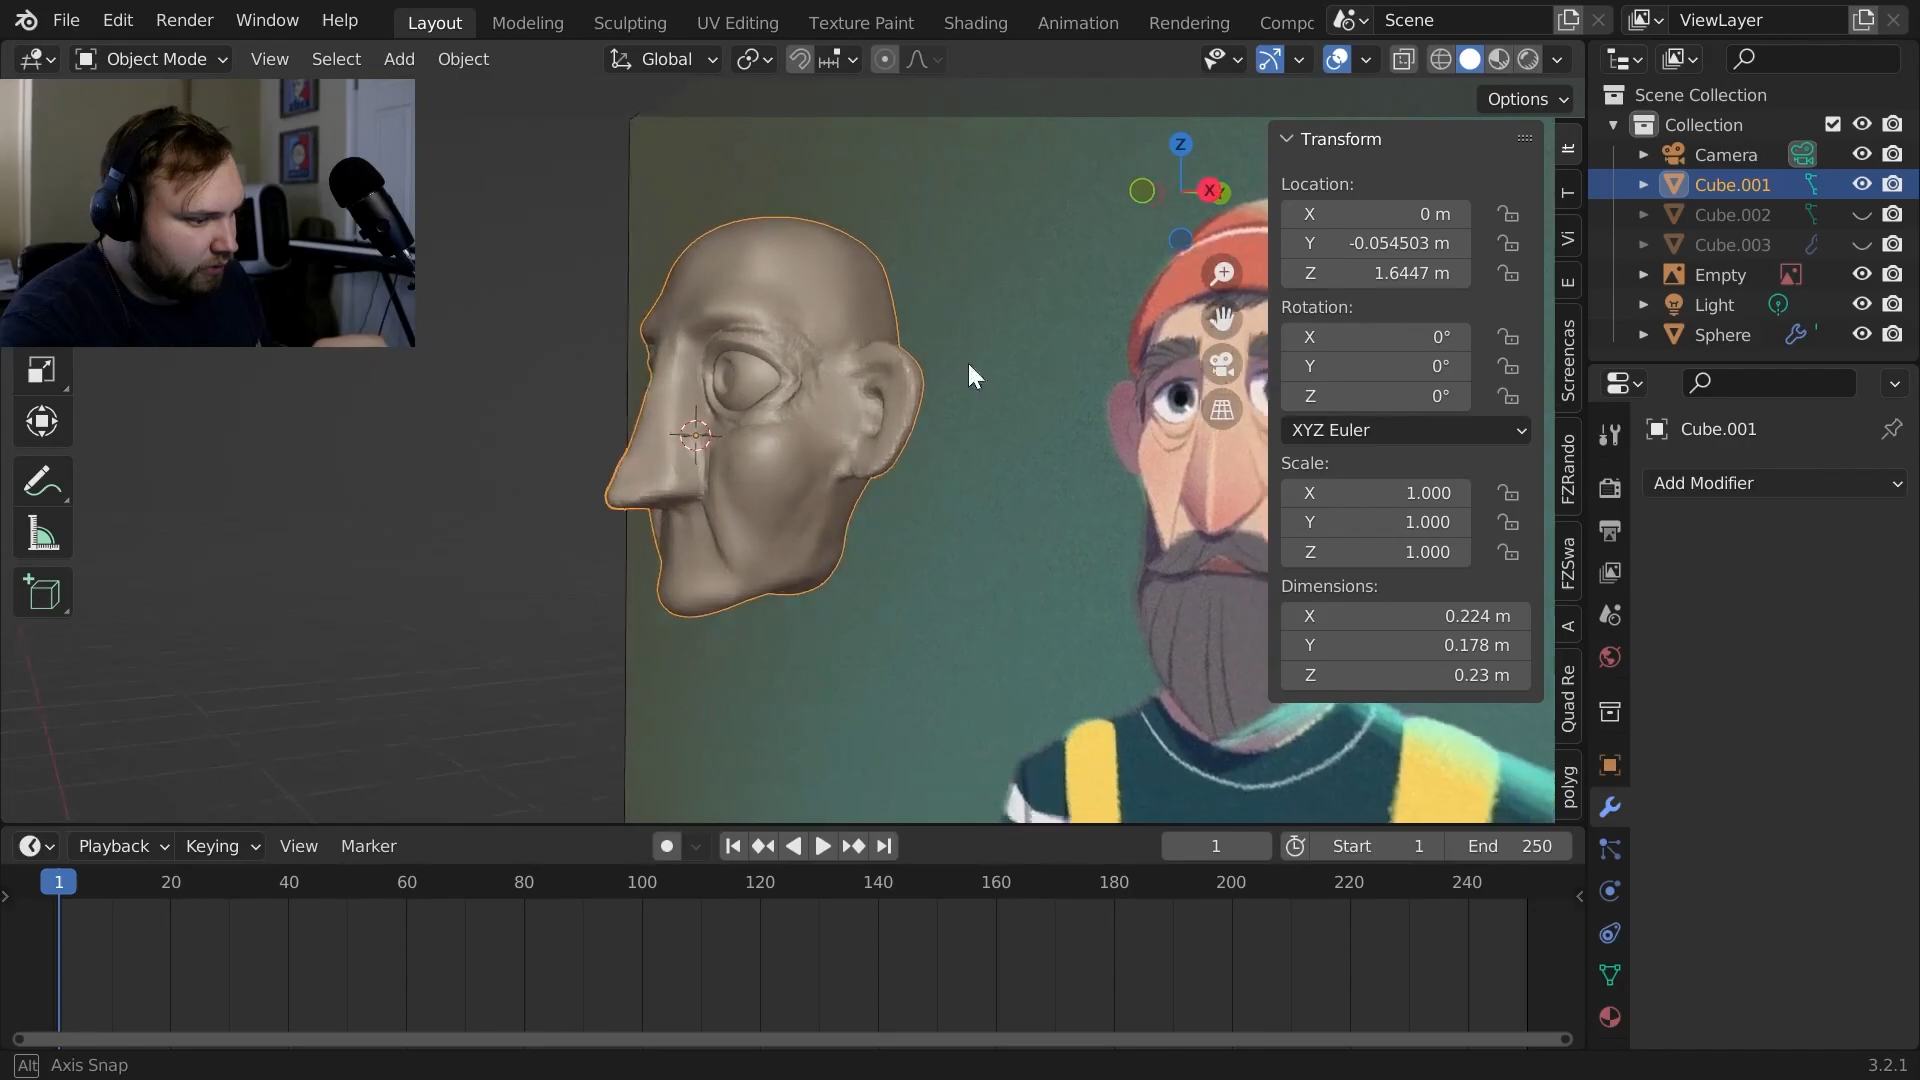 File Edit Render Window Help Layout Modeling Sculpting UV Editing Texture Paint Shading Animation Rendering Scene ViewLayer
Object Mode View Select Add Object Global
Options
Transform
Location:
X 0 m
Y -0.054503 m
Z 1.6447 m
Rotation:
X 0°
Y 0°
Z 0°
XYZ Euler
Scale:
X 1.000
Y 1.000
Z 1.000
Dimensions:
X 0.224 m
Y 0.178 m
Z 0.23 m
Z
X
Y
It
T
Vi
E
Screencas
FZRando
FZSwa
A
Quad Re
polyg
Scene Collection
Collection
Camera
Cube.001
Cube.002
Cube.003
Empty
Light
Sphere
Cube.001
Add Modifier
Playback Keying View Marker 1 Start 1 End 250
1 20 40 60 80 100 120 140 160 180 200 220 240
Alt Axis Snap 3.2.1